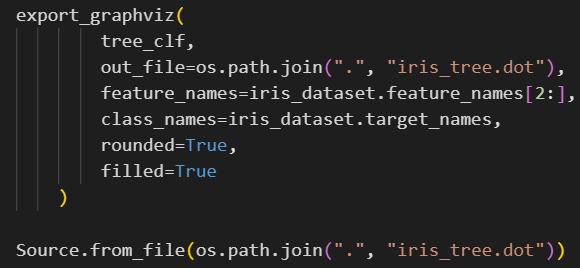 export_graphviz(
        tree_clf,
        out_file=os.path.join(".", "iris_tree.dot"),
        feature_names=iris_dataset.feature_names[2:],
        class_names=iris_dataset.target_names,
        rounded=True,
        filled=True
    )

Source.from_file(os.path.join(".", "iris_tree.dot"))